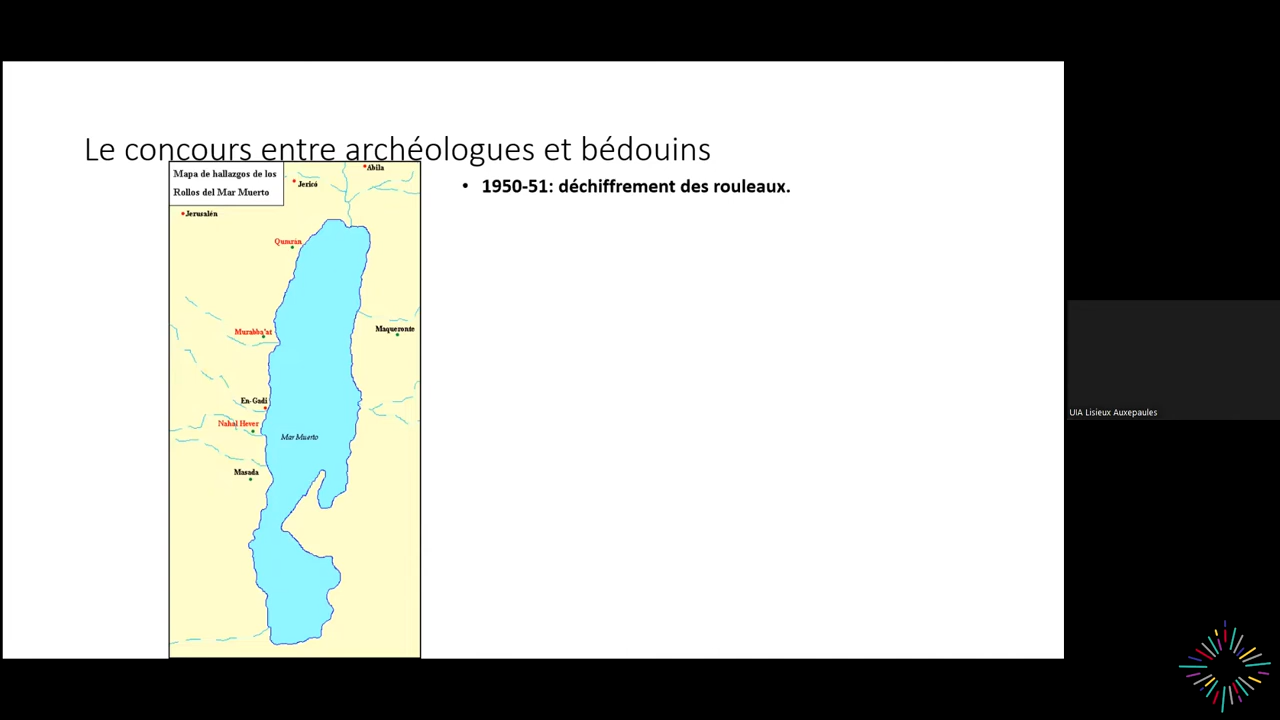 Le concours entre archéologues et bédouins
Mapa de hallazgos de los
Rollos del Mar Muerto
Abila
Jericó
Jerusalén
Qumrán
Murabba'at
Maqueronte
En-Gadi
Nahal Hever
Mar Muerto
Masada
• 1950-51: déchiffrement des rouleaux.
UIA Lisieux Auxepaules